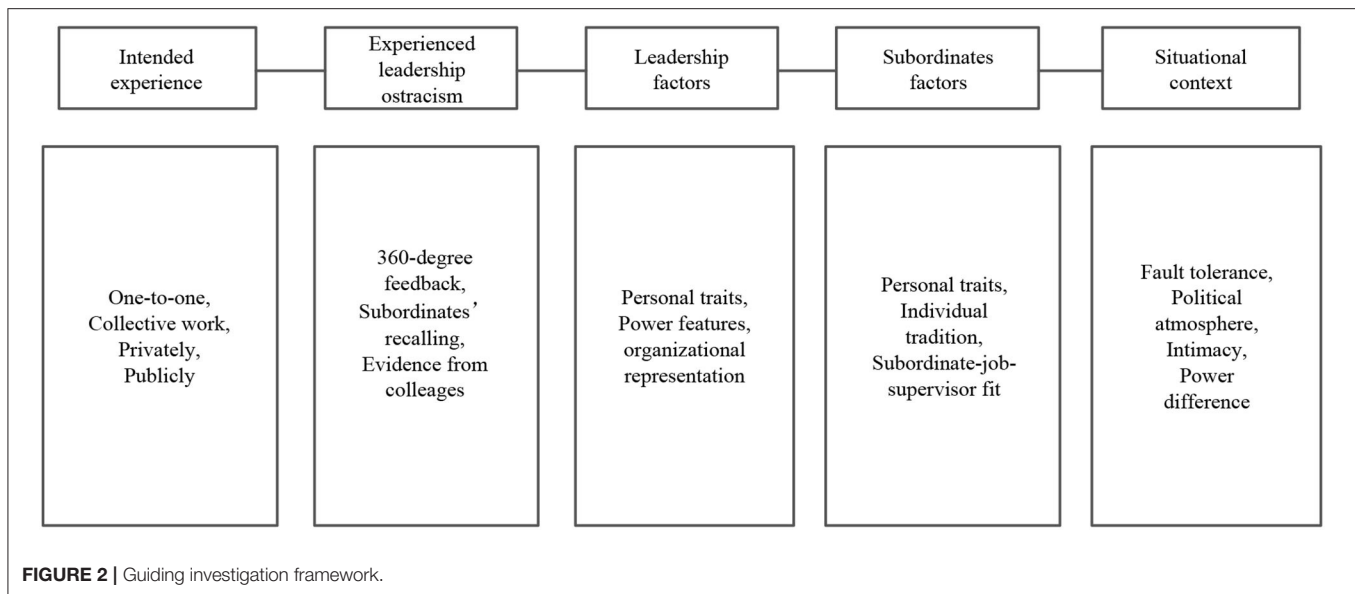 Intended
experience
Experienced
leadership
ostracism
Leadership
factors
Subordinates
factors
Situational
context
One-to-one,
Collective work,
Privately,
Publicly
360-degree
feedback,
Subordinates’
recalling,
Evidence from
colleages
Personal traits,
Power features,
organizational
representation
Personal traits,
Individual
tradition,
Subordinate-job-
supervisor fit
Fault tolerance,
Political
atmosphere,
Intimacy,
Power
difference
FIGURE 2 | Guiding investigation framework.